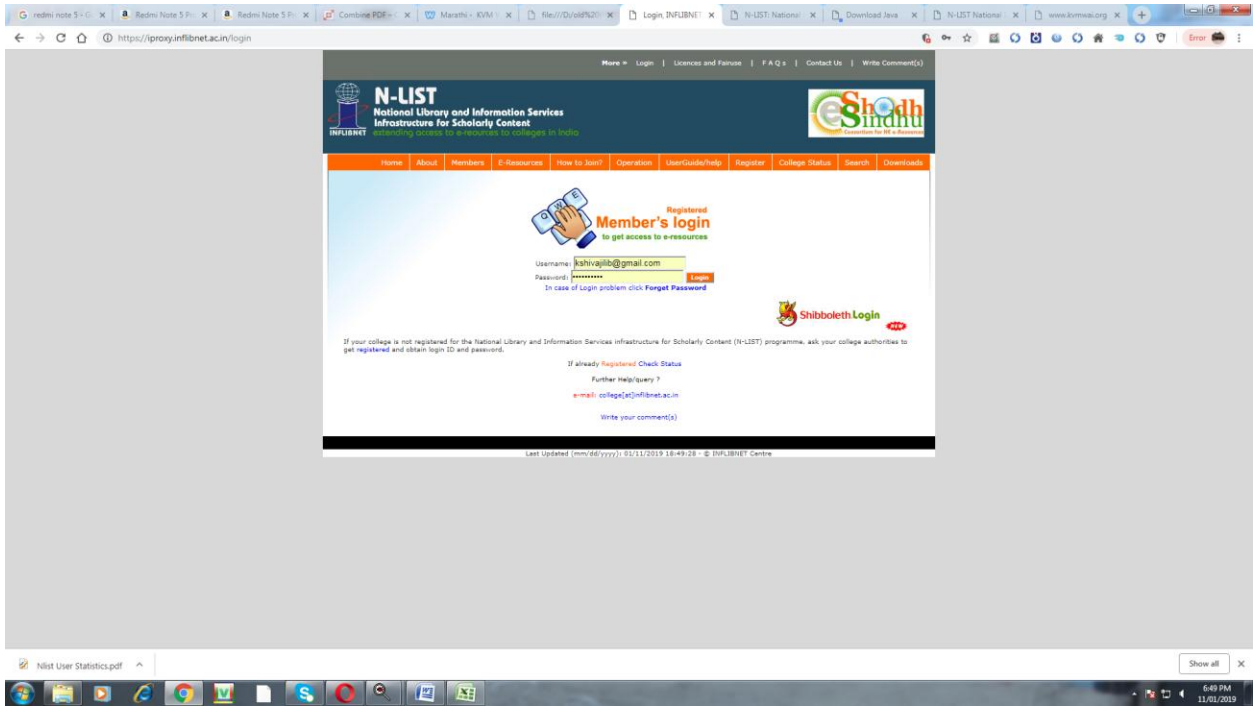 redmi note 5 - G
Redmi Note 5 Pr
Redmi Note 5 Pr
Combine PDF - C
Marathi - KVM
file:///D:/old%20
Login, INFLIBNET
N-LIST: National
Download Java
N-LIST National
www.kvmwai.org
https://iproxy.inflibnet.ac.in/login
Error
More » Login | Licences and Fairuse | F A Q s | Contact Us | Write Comment(s)
N-LIST
National Library and Information Services
Infrastructure for Scholarly Content
extending access to e-resources to colleges in India
INFLIBNET
e Shodh
Sindhu
Consortium for HE e-Resources
Home About Members E-Resources How to Join? Operation UserGuide/help Register College Status Search Downloads
Q W E
Registered
Member's login
to get access to e-resources
Username: kshivajilib@gmail.com
Password: ••••••••••
Login
In case of Login problem click Forget Password
Shibboleth Login
NEW
If your college is not registered for the National Library and Information Services infrastructure for Scholarly Content (N-LIST) programme, ask your college authorities to
get registered and obtain login ID and password.
If already Registered Check Status
Further Help/query ?
e-mail: college[at]inflibnet.ac.in
Write your comment(s)
Last Updated (mm/dd/yyyy): 01/11/2019 18:49:28 - © INFLIBNET Centre
Nlist User Statistics.pdf
Show all
6:49 PM
11/01/2019